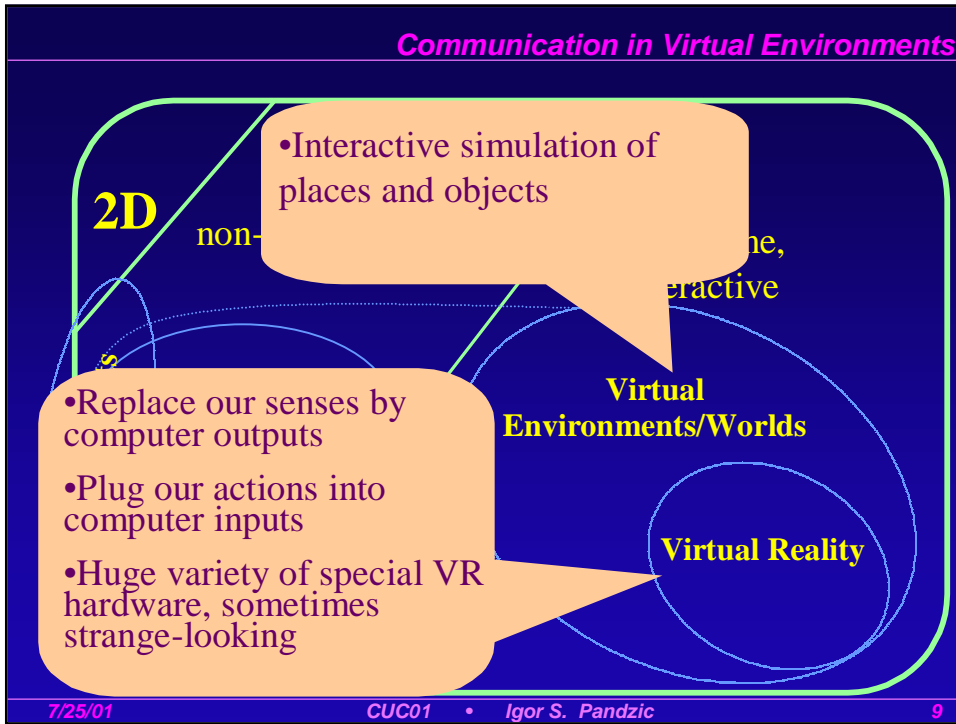 Communication in Virtual Environments
•Interactive simulation of
places and objects
2D
non-
ne,
eractive
s
Virtual
Environments/Worlds
•Replace our senses by
computer outputs
•Plug our actions into
computer inputs
•Huge variety of special VR
hardware, sometimes
strange-looking
Virtual Reality
7/25/01 CUC01 • Igor S. Pandzic 9